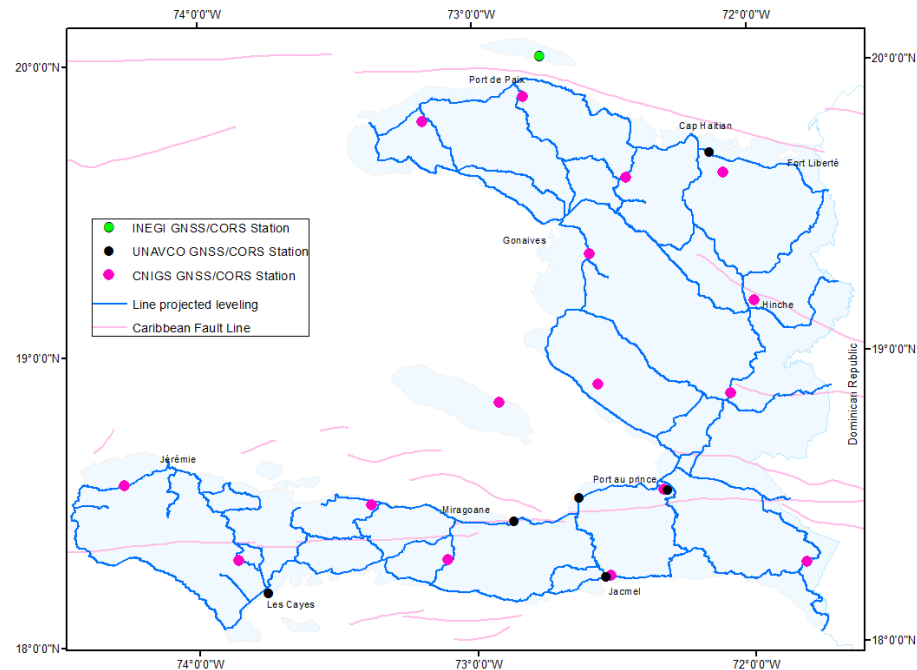 74°0'0"W
73°0'0"W
72°0'0"W
20°0'0"N
20°0'0"N
Port de Paix
Cap Haitian
Fort Liberté
INEGI GNSS/CORS Station
UNAVCO GNSS/CORS Station
CNIGS GNSS/CORS Station
Line projected leveling
Caribbean Fault Line
Gonaives
Hinche
19°0'0"N
19°0'0"N
Dominican Republic
Jérémie
Port au prince
Miragoane
Les Cayes
Jacmel
18°0'0"N
18°0'0"N
74°0'0"W
73°0'0"W
72°0'0"W